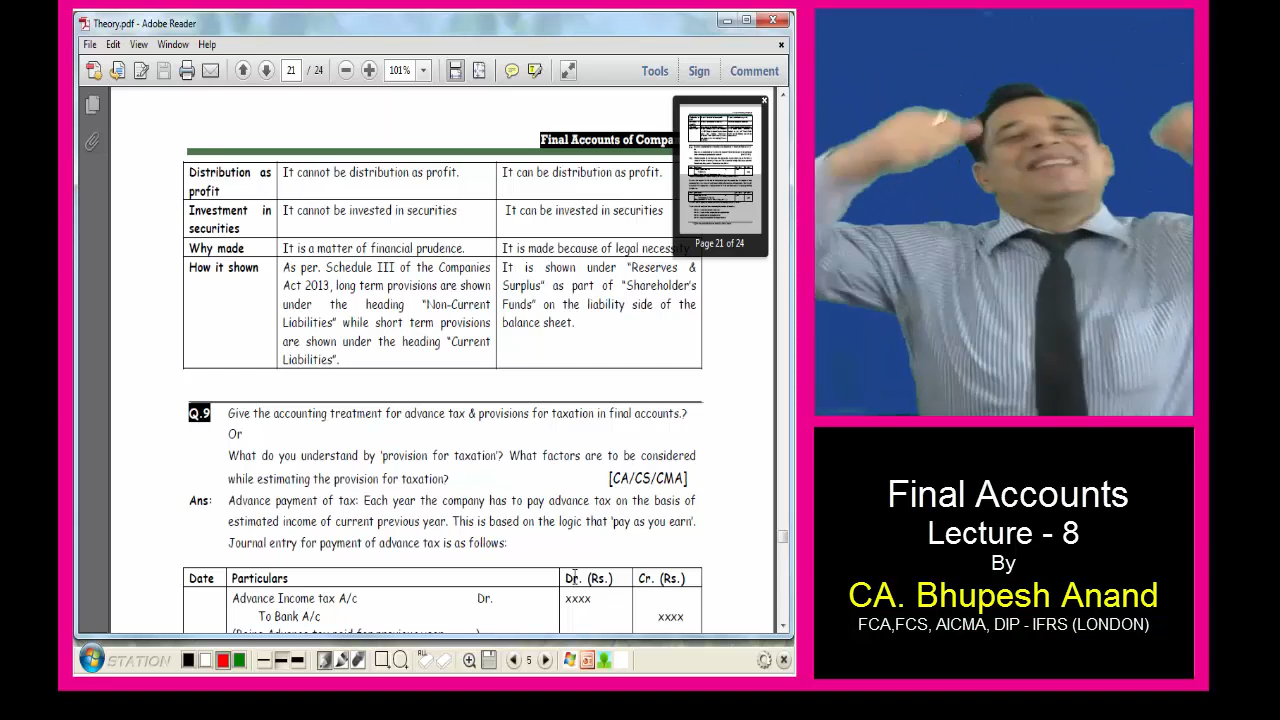 Theory.pdf - Adobe Reader
File Edit View Window Help
21 / 24 101% Tools Sign Comment
Final Accounts of Compa
Distribution as profit
It cannot be distribution as profit.
It can be distribution as profit.
Investment in securities
It cannot be invested in securities
It can be invested in securities
Why made
It is a matter of financial prudence.
It is made because of legal necessity.
How it shown
As per. Schedule III of the Companies
Act 2013, long term provisions are shown
under the heading "Non-Current
Liabilities" while short term provisions
are shown under the heading "Current
Liabilities".
It is shown under "Reserves &
Surplus" as part of "Shareholder's
Funds" on the liability side of the
balance sheet.
Page 21 of 24
Q.9 Give the accounting treatment for advance tax & provisions for taxation in final accounts.?
Or
What do you understand by 'provision for taxation'? What factors are to be considered
while estimating the provision for taxation? [CA/CS/CMA]
Ans: Advance payment of tax: Each year the company has to pay advance tax on the basis of
estimated income of current previous year. This is based on the logic that 'pay as you earn'.
Journal entry for payment of advance tax is as follows:
Date Particulars Dr. (Rs.) Cr. (Rs.)
Advance Income tax A/c Dr. xxxx
To Bank A/c xxxx
STATION 5
Final Accounts
Lecture - 8
By
CA. Bhupesh Anand
FCA,FCS, AICMA, DIP - IFRS (LONDON)